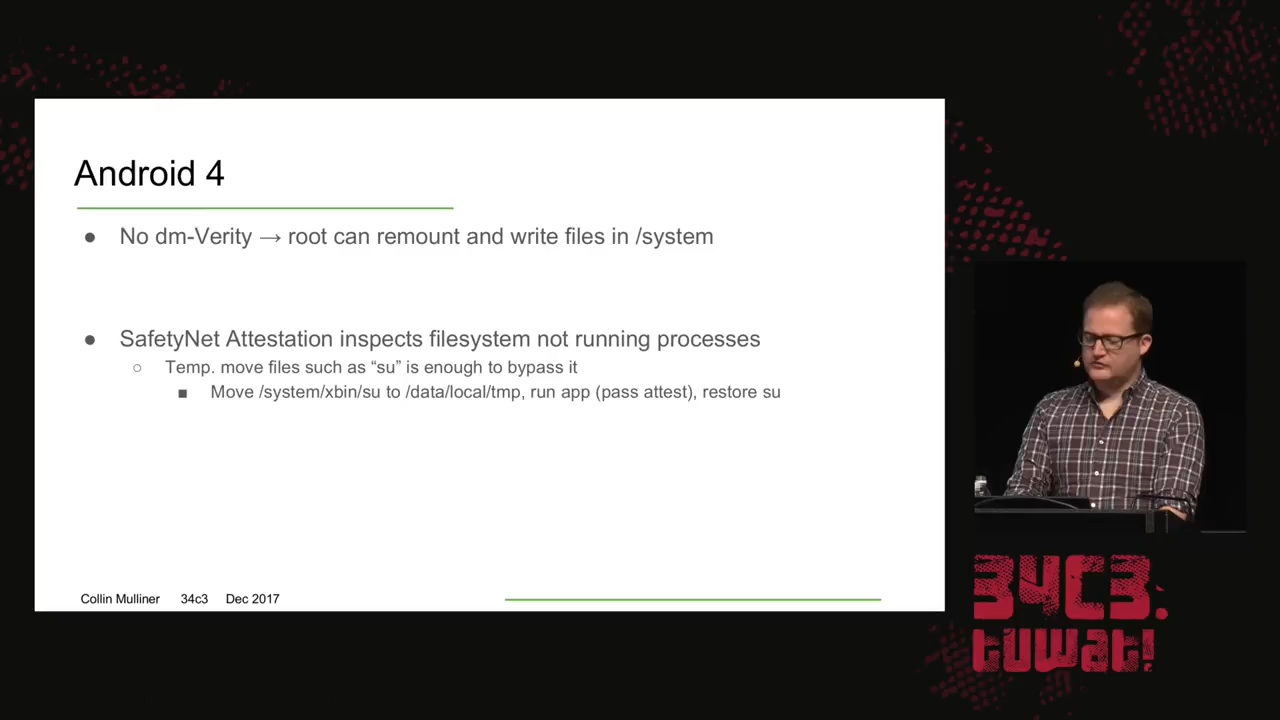 Android 4
● No dm-Verity → root can remount and write files in /system
● SafetyNet Attestation inspects filesystem not running processes
○ Temp. move files such as “su” is enough to bypass it
■ Move /system/xbin/su to /data/local/tmp, run app (pass attest), restore su
Collin Mulliner 34c3 Dec 2017
34C3.
tuwat!